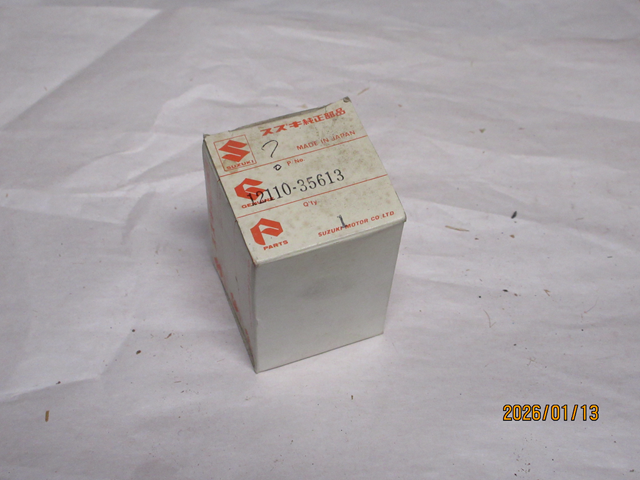 スズキ純正部品
SUZUKI
?
MADE IN JAPAN
P/No
12110-35613
Q'ty
1
PARTS
SUZUKI MOTOR CO.,LTD.
2026/01/13